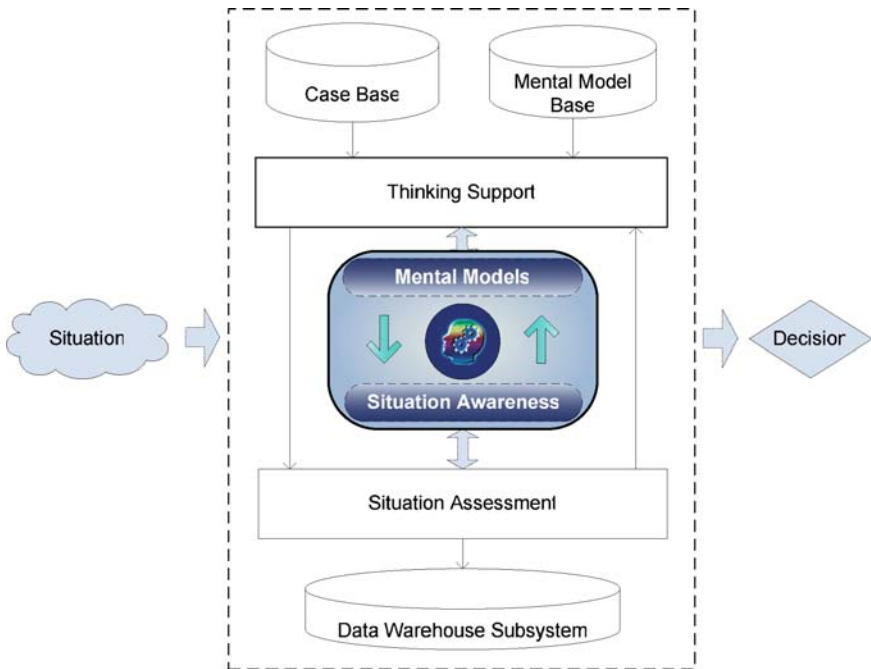 Case Base
Mental Model
Base
Thinking Support
Mental Models
Situation
Decisior
Situation Awareness
Situation Assessment
Data Warehouse Subsystem